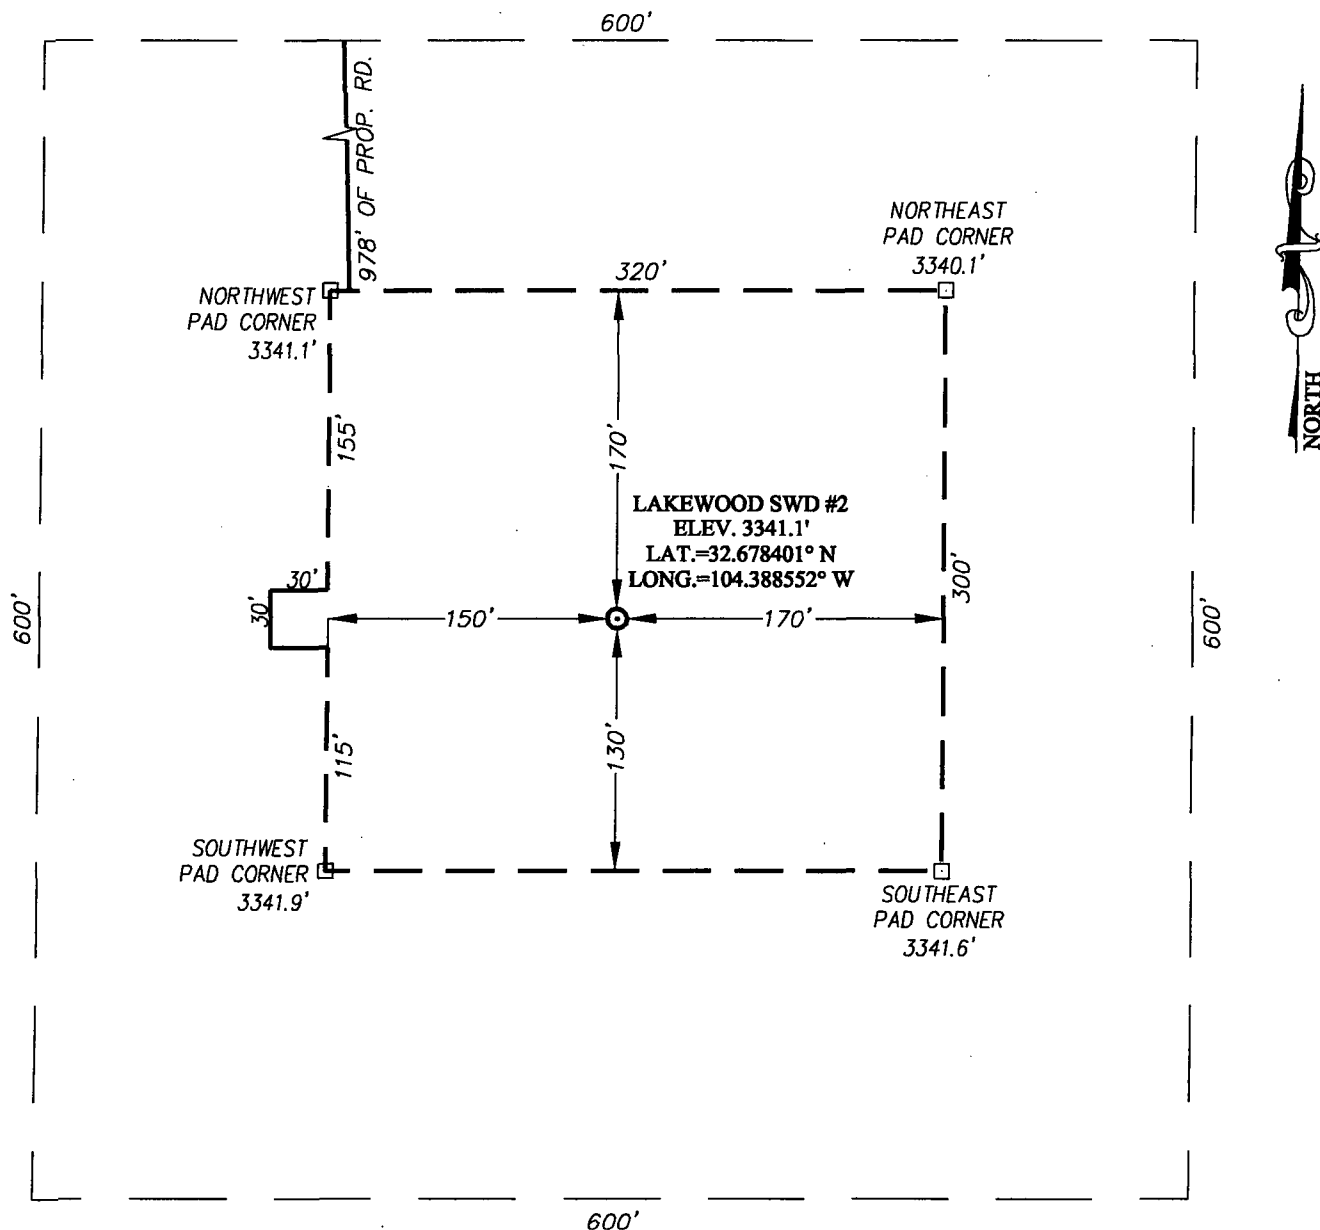 600'
978' OF PROP. RD.
NORTHEAST
PAD CORNER
3340.1'
320'
NORTHWEST
PAD CORNER
3341.1'
NORTH
155'
170'
LAKEWOOD SWD #2
ELEV. 3341.1'
LAT.=32.678401° N
LONG.=104.388552° W
300'
30'
30'
600'
150'
170'
600'
115'
130'
SOUTHWEST
PAD CORNER
3341.9'
SOUTHEAST
PAD CORNER
3341.6'
600'